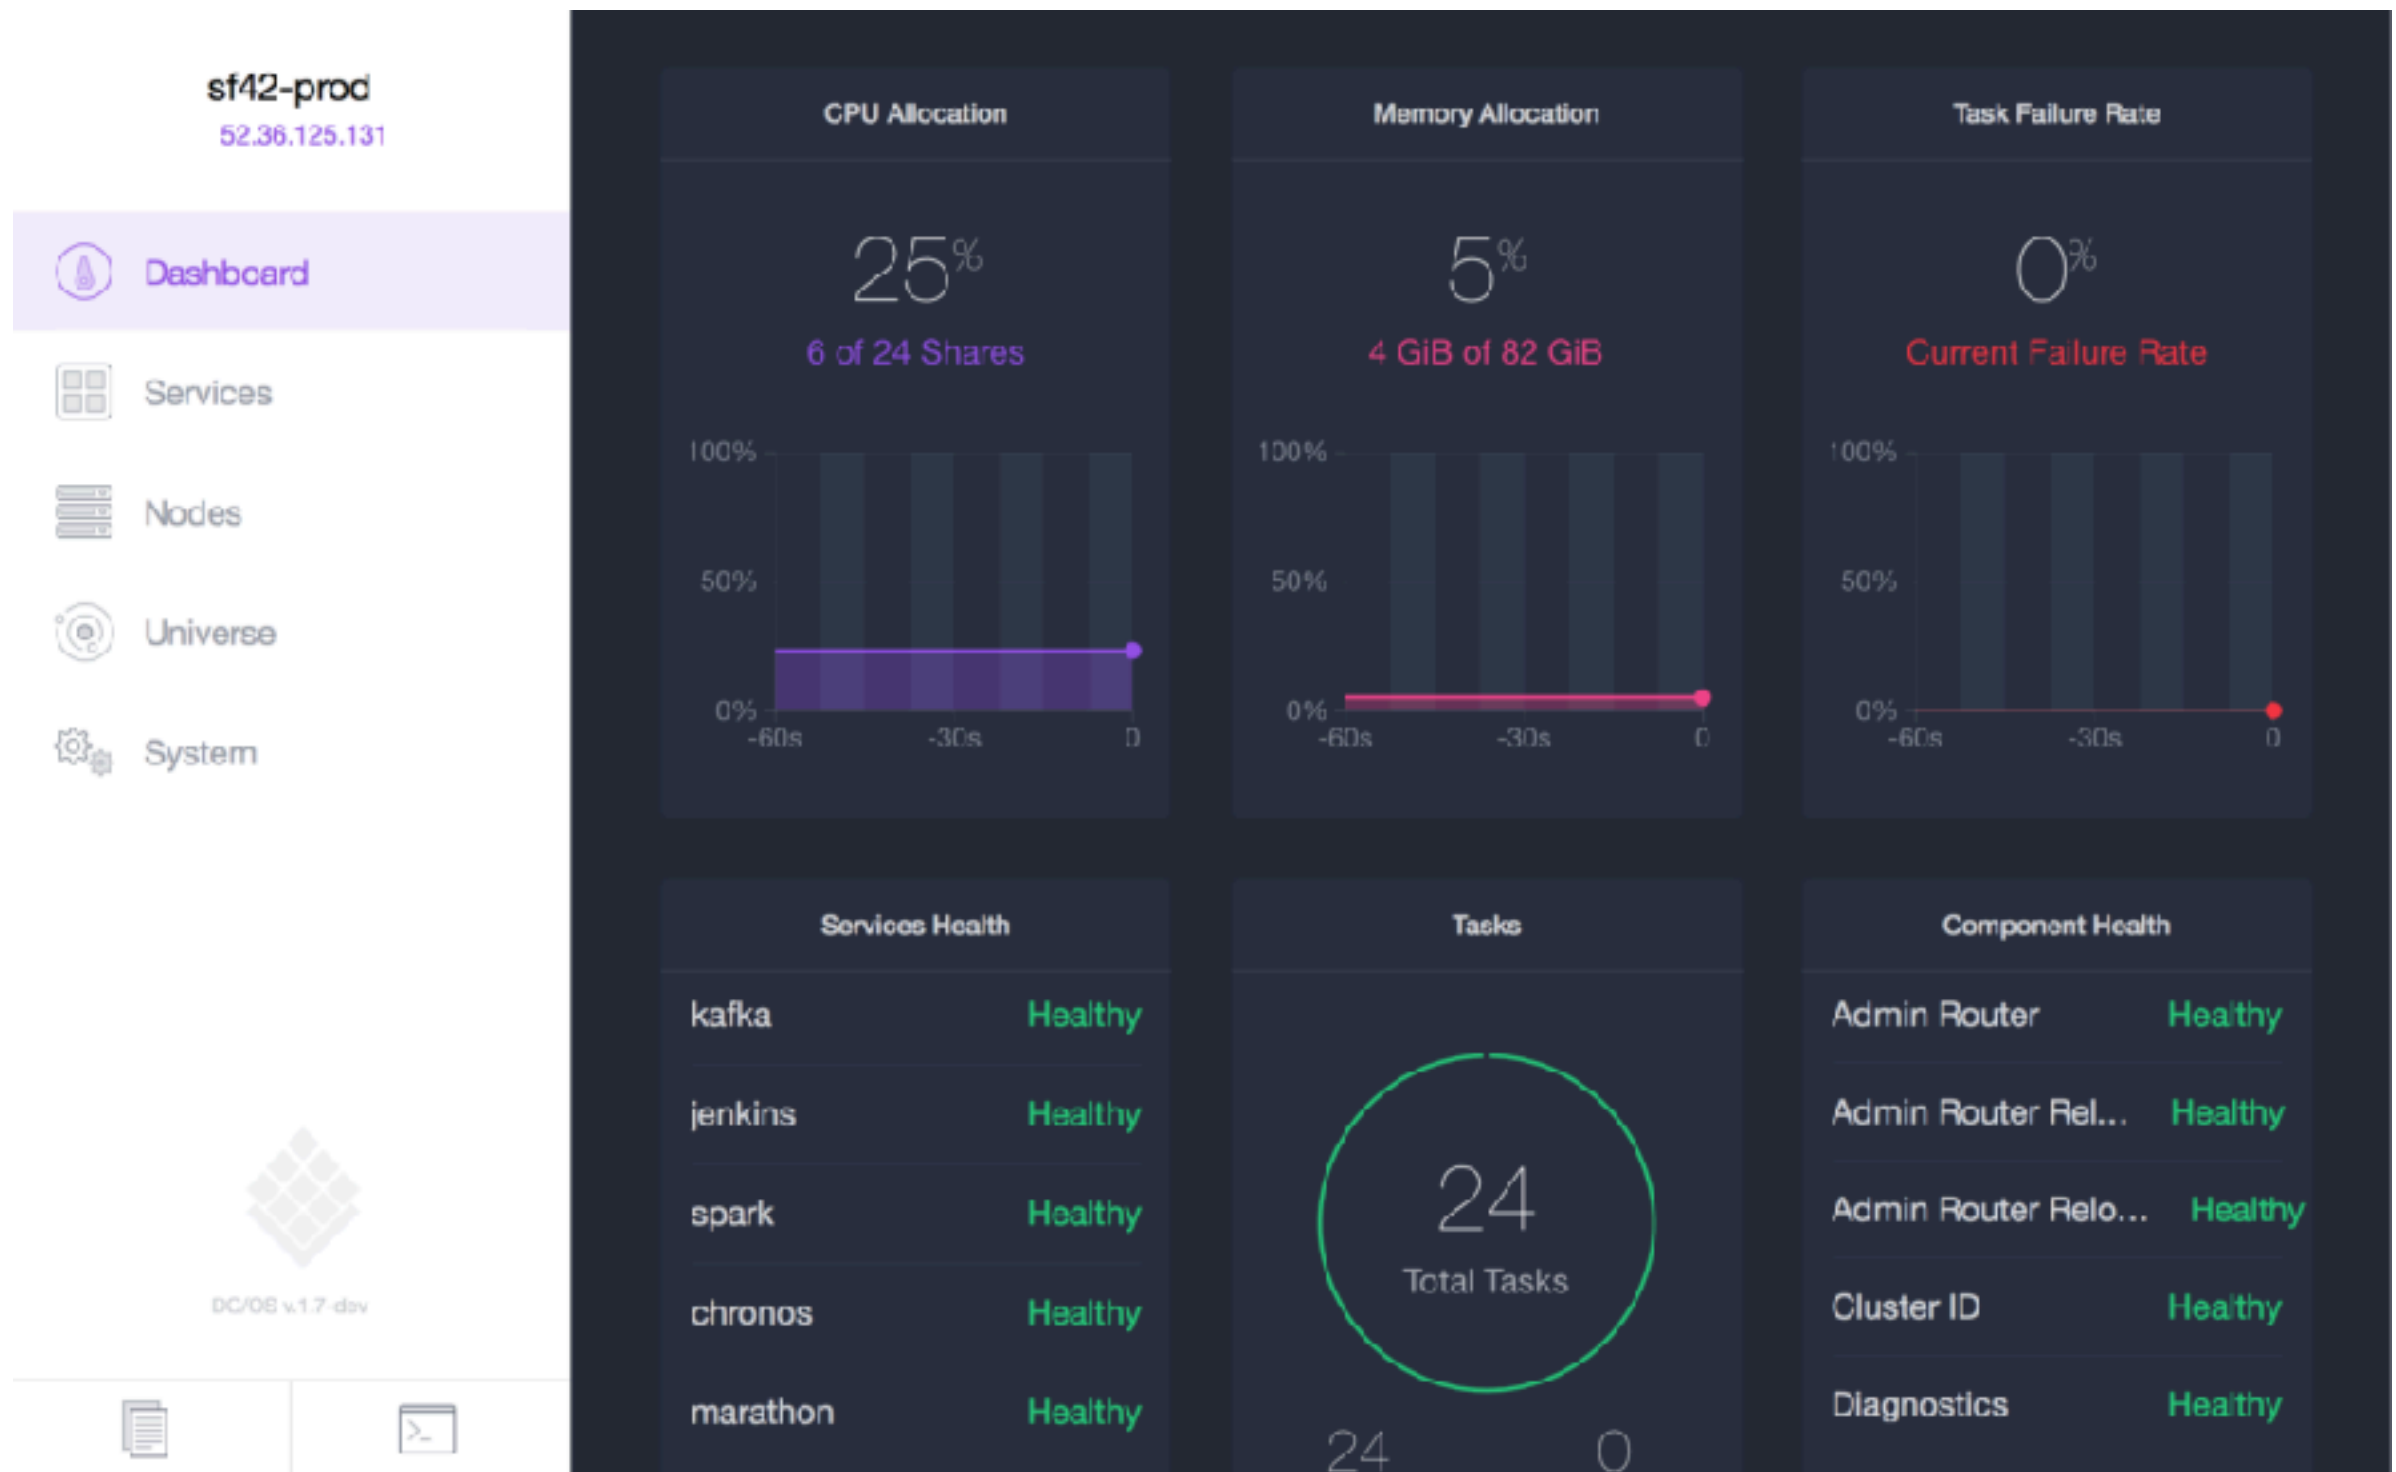 sf42-prod
52.36.125.131
Dashboard
Services
Nodes
Universe
System
DC/OS v.1.7-dev
CPU Allocation
25%
6 of 24 Shares
100%
50%
0%
-60s -30s 0
Memory Allocation
5%
4 GiB of 82 GiB
100%
50%
0%
-60s -30s 0
Task Failure Rate
0%
Current Failure Rate
100%
50%
0%
-60s -30s 0
Services Health
kafka Healthy
jenkins Healthy
spark Healthy
chronos Healthy
marathon Healthy
Tasks
24
Total Tasks
24 0
Component Health
Admin Router Healthy
Admin Router Rel... Healthy
Admin Router Relo... Healthy
Cluster ID Healthy
Diagnostics Healthy